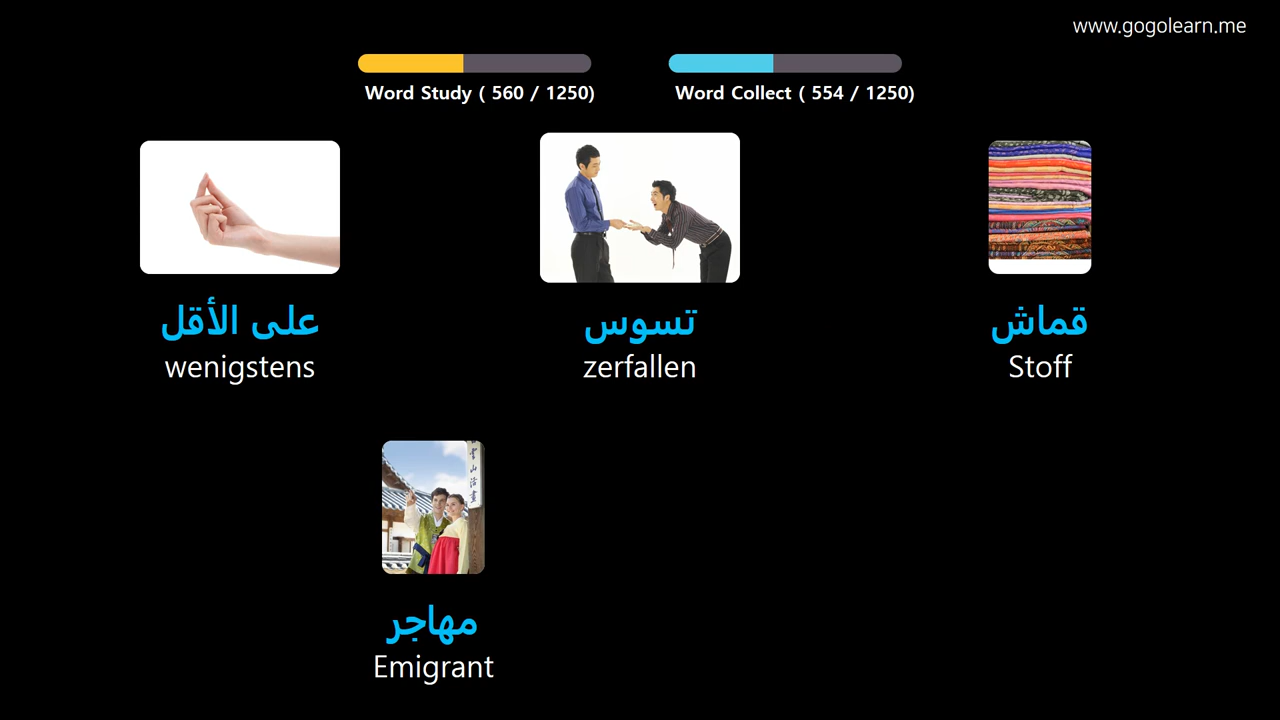 www.gogolearn.me
Word Study ( 560 / 1250)
Word Collect ( 554 / 1250)
على الأقل
wenigstens
تسوس
zerfallen
قماش
Stoff
مهاجر
Emigrant